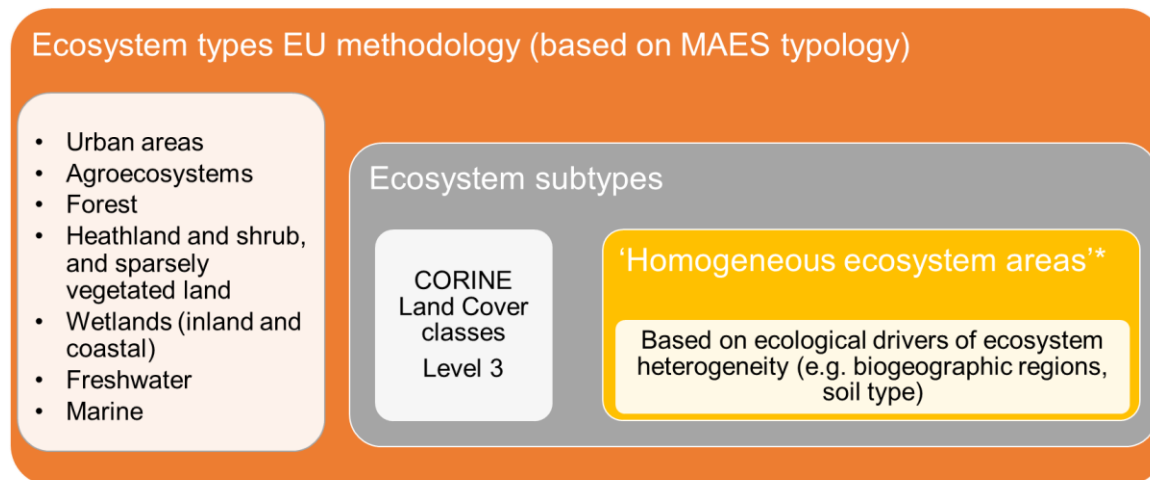 Ecosystem types EU methodology (based on MAES typology)
• Urban areas
• Agroecosystems
• Forest
• Heathland and shrub,
and sparsely
vegetated land
• Wetlands (inland and
coastal)
• Freshwater
• Marine
Ecosystem subtypes
CORINE
Land Cover
classes
Level 3
‘Homogeneous ecosystem areas’*
Based on ecological drivers of ecosystem
heterogeneity (e.g. biogeographic regions,
soil type)